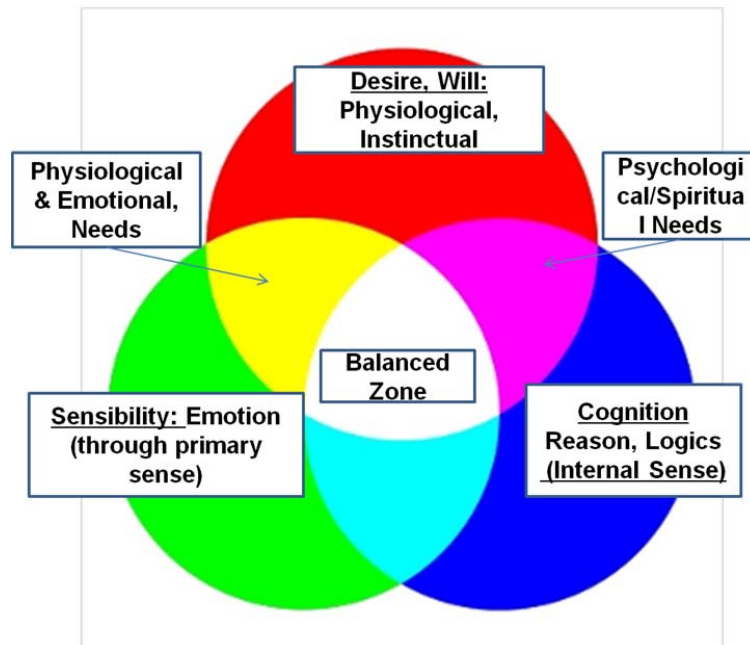 Desire, Will:
Physiological,
Instinctual
Physiological
& Emotional,
Needs
Psychologi
cal/Spiritua
l Needs
Balanced
Zone
Sensibility: Emotion
(through primary
sense)
Cognition
Reason, Logics
(Internal Sense)